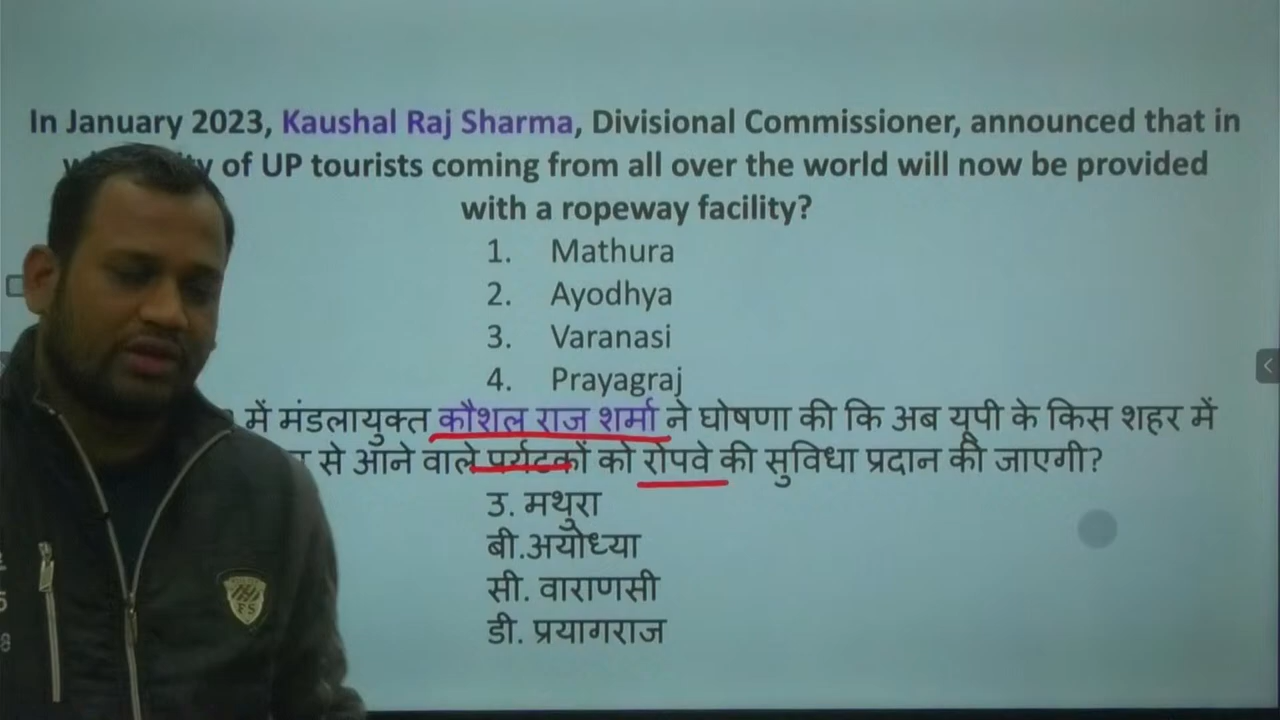 In January 2023, Kaushal Raj Sharma, Divisional Commissioner, announced that in
of UP tourists coming from all over the world will now be provided
with a ropeway facility?
1. Mathura
2. Ayodhya
3. Varanasi
4. Prayagraj
में मंडलायुक्त कौशल राज शर्मा ने घोषणा की कि अब यूपी के किस शहर में
से आने वाले पर्यटकों को रोपवे की सुविधा प्रदान की जाएगी?
उ. मथुरा
बी.अयोध्या
सी. वाराणसी
डी. प्रयागराज
FS